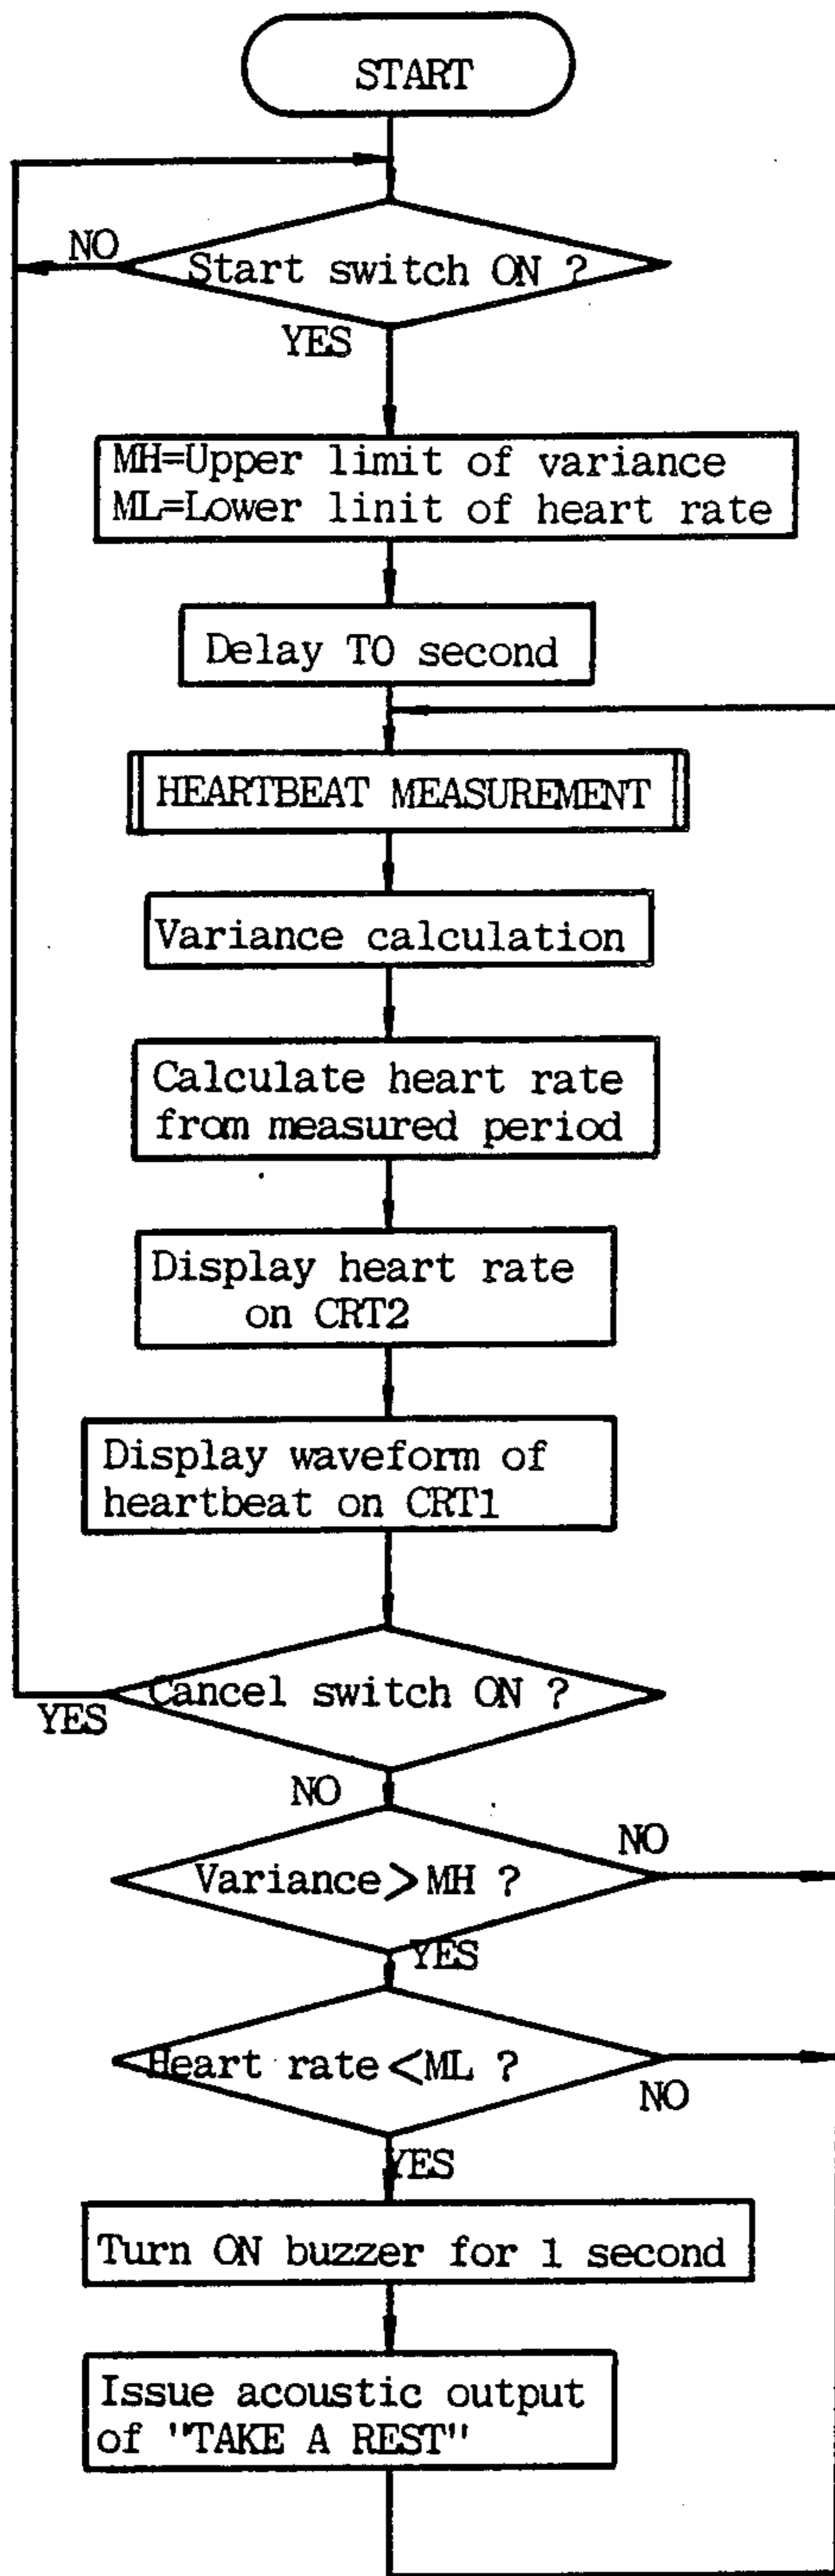 START
NO
Start switch ON ?
YES
MH=Upper limit of variance
ML=Lower linit of heart rate
Delay TO second
HEARTBEAT MEASUREMENT
Variance calculation
Calculate heart rate
from measured period
Display heart rate
on CRT2
Display waveform of
heartbeat on CRT1
Cancel switch ON ?
YES
NO
NO
Variance>MH ?
YES
Heart rate<ML ?
NO
YES
Turn ON buzzer for 1 second
Issue acoustic output
of "TAKE A REST"